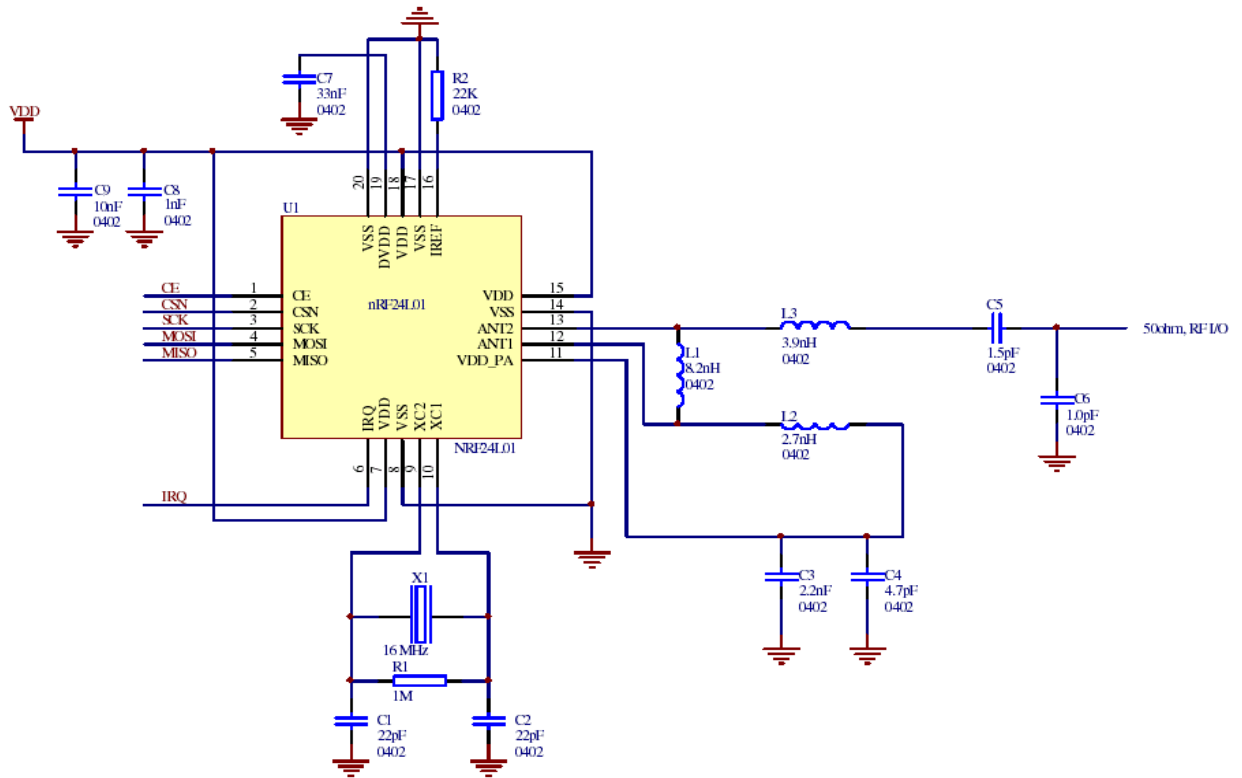 C7
33nF
0402
R2
22K
0402
VDD
C9
10nF
0402
C8
1nF
0402
20
19
18
17
16
U1
VSS
DVDD
VDD
VSS
IREF
nRF24L01
CE
1
CE
CSN
2
CSN
SCK
3
SCK
MOSI
4
MOSI
MISO
5
MISO
VDD
15
VSS
14
ANT2
13
ANT1
12
VDD_PA
11
IRQ
VDD
VSS
XC2
XC1
NRF24L01
6
7
8
9
10
IRQ
L3
3.9nH
0402
C5
1.5pF
0402
50ohm, RF I/O
L1
8.2nH
0402
C6
1.0pF
0402
L2
2.7nH
0402
C3
2.2nF
0402
C4
4.7pF
0402
X1
16 MHz
R1
1M
C1
22pF
0402
C2
22pF
0402